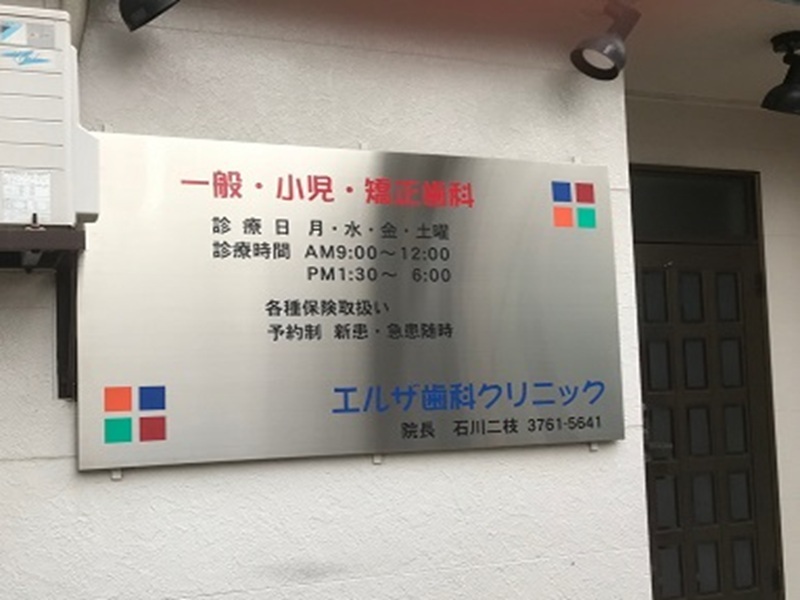 一般・小児・矯正歯科
診療日 月・水・金・土曜
診療時間 AM9:00～12:00
PM1:30～ 6:00
各種保険取扱い
予約制 新患・急患随時
エルザ歯科クリニック
院長 石川二枝 3761-5641